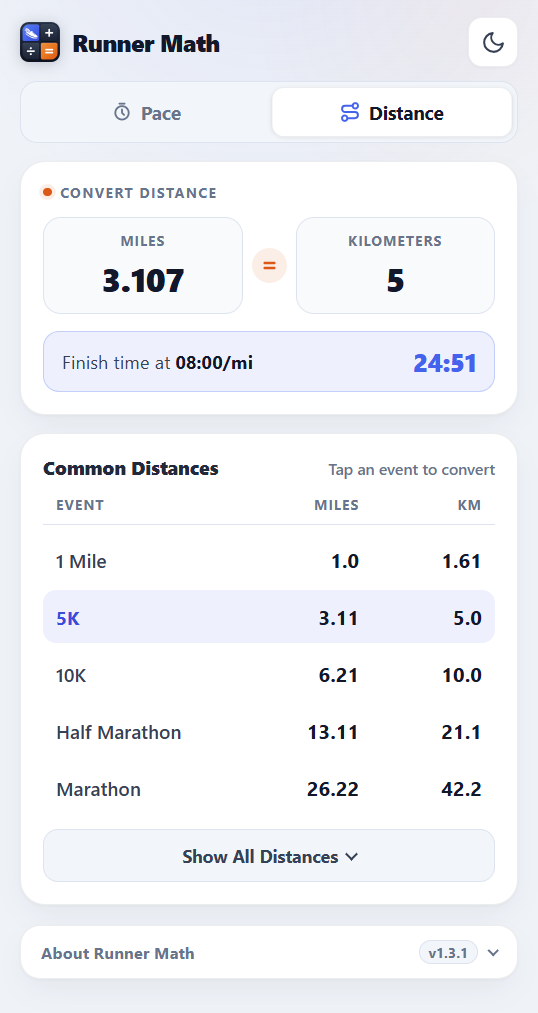 Runner Math
Pace
Distance
CONVERT DISTANCE
MILES
3.107
=
KILOMETERS
5
Finish time at 08:00/mi 24:51
Common Distances Tap an event to convert
EVENT MILES KM
1 Mile 1.0 1.61
5K 3.11 5.0
10K 6.21 10.0
Half Marathon 13.11 21.1
Marathon 26.22 42.2
Show All Distances
About Runner Math v1.3.1